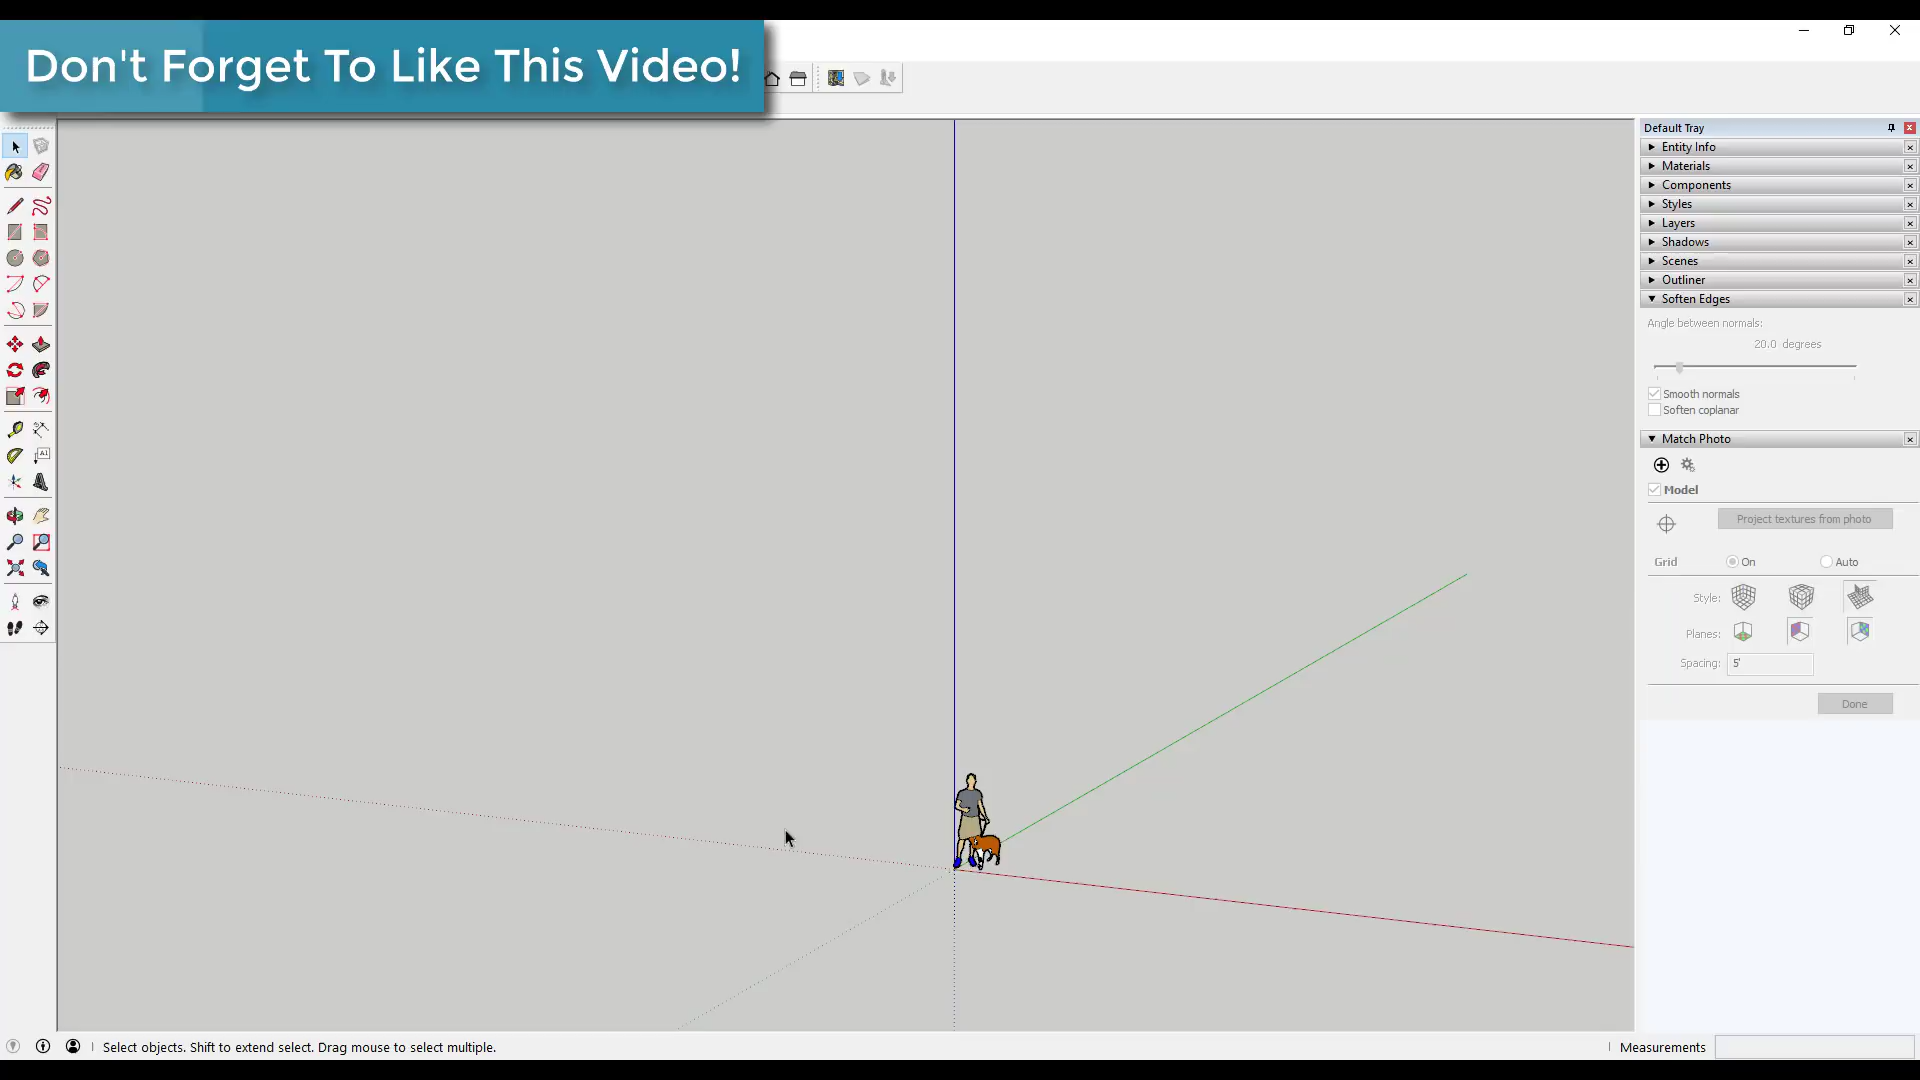 Don't Forget To Like This Video!
Default Tray
Entity Info
Materials
Components
Styles
Layers
Shadows
Scenes
Outliner
Soften Edges
Angle between normals:
20.0 degrees
Smooth normals
Soften coplanar
Match Photo
Model
Project textures from photo
Grid On Auto
Style:
Planes:
Spacing: 5'
Done
A1
Select objects. Shift to extend select. Drag mouse to select multiple.
Measurements